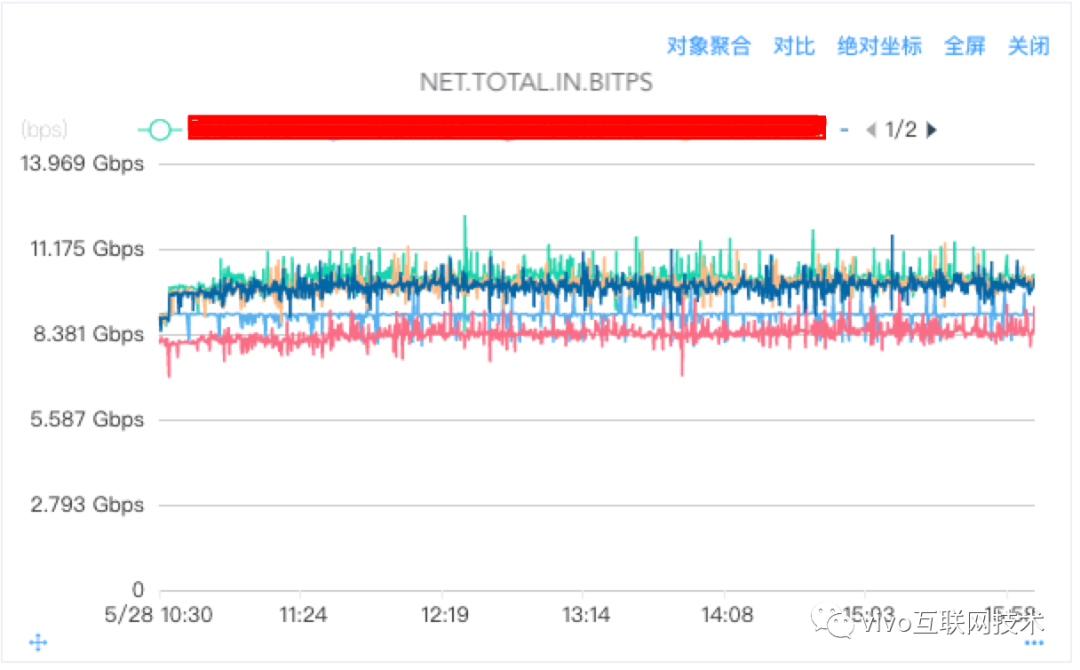 对象聚合 对比 绝对坐标 全屏 关闭
NET.TOTAL.IN.BITPS
(bps) - 1/2
13.969 Gbps
11.175 Gbps
8.381 Gbps
5.587 Gbps
2.793 Gbps
0
5/28 10:30 11:24 12:19 13:14 14:08 15:03 15:58
vivo互联网技术